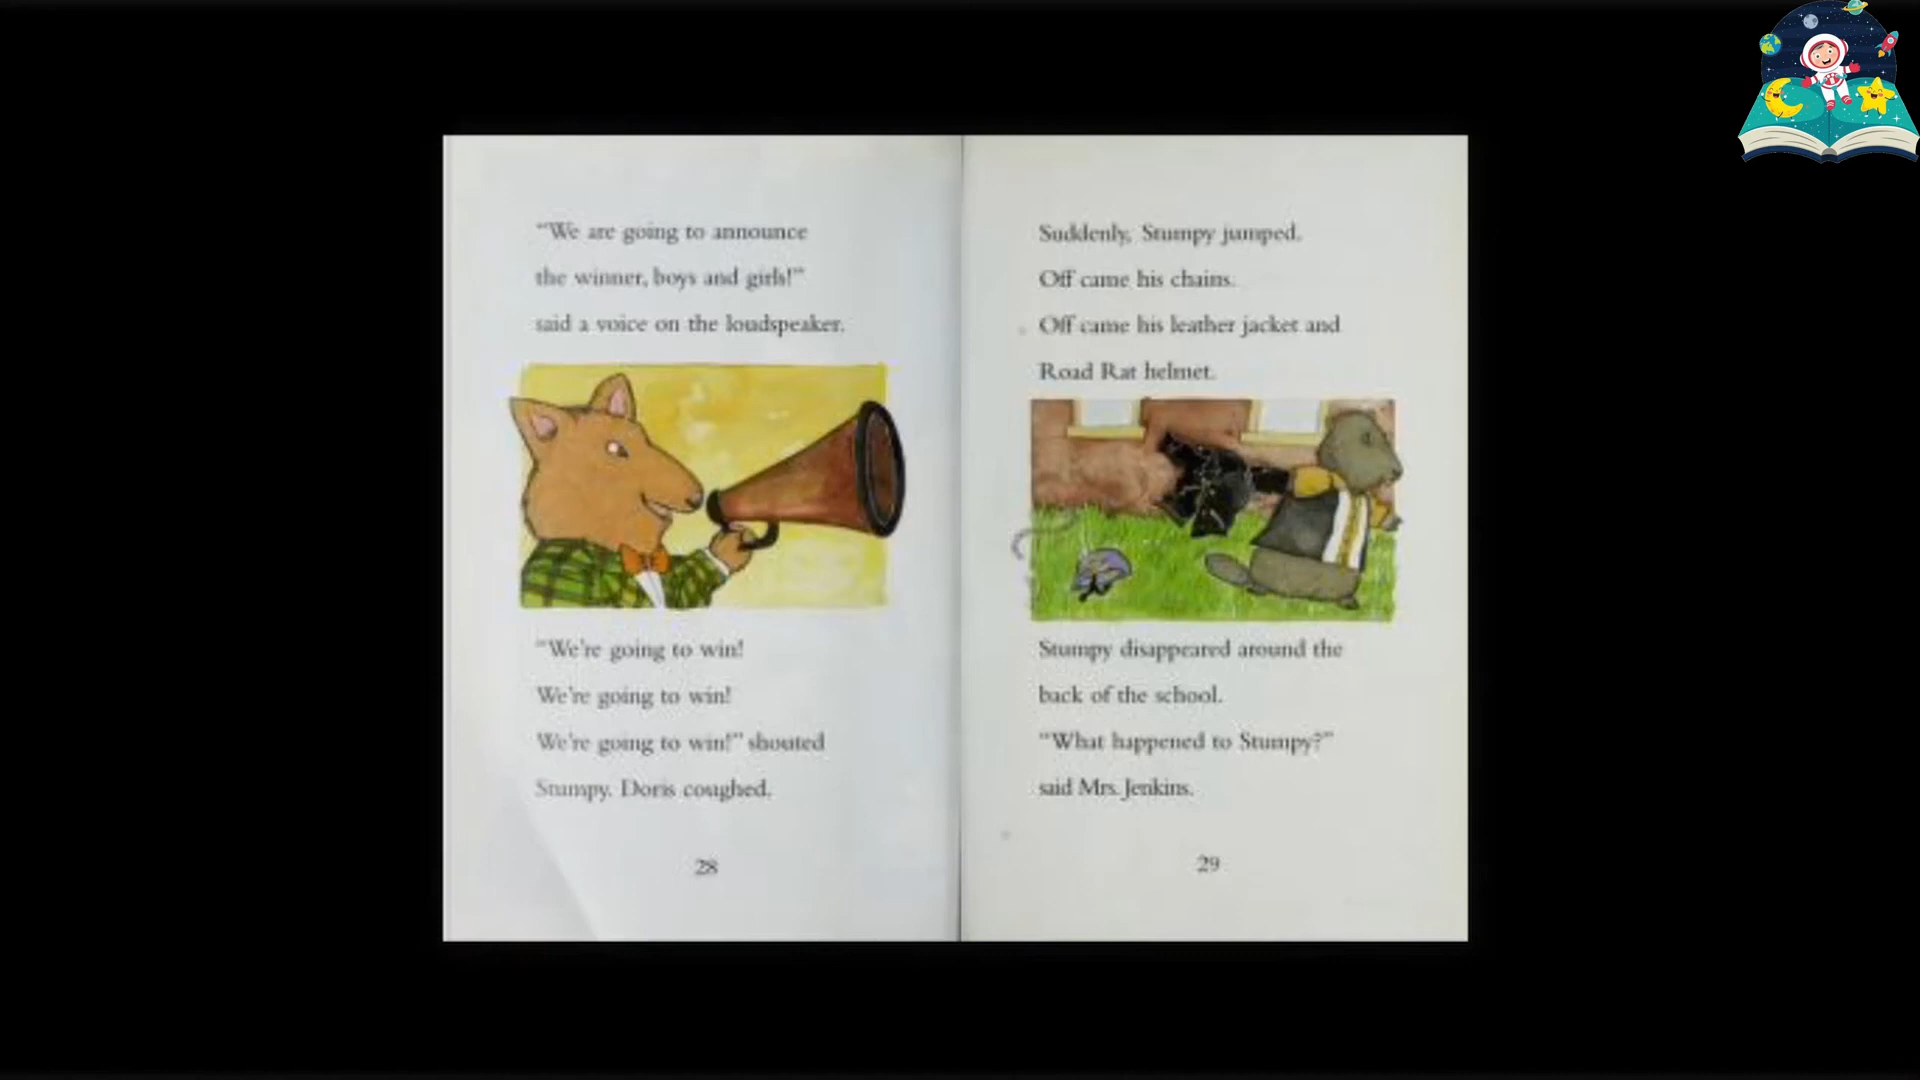 “We are going to announce
the winner, boys and girls!”
said a voice on the loudspeaker.
“We’re going to win!
We’re going to win!
We’re going to win!” shouted
Stumpy. Doris coughed.
28
Suddenly, Stumpy jumped.
Off came his chains.
Off came his leather jacket and
Road Rat helmet.
Stumpy disappeared around the
back of the school.
“What happened to Stumpy?”
said Mrs. Jenkins.
29